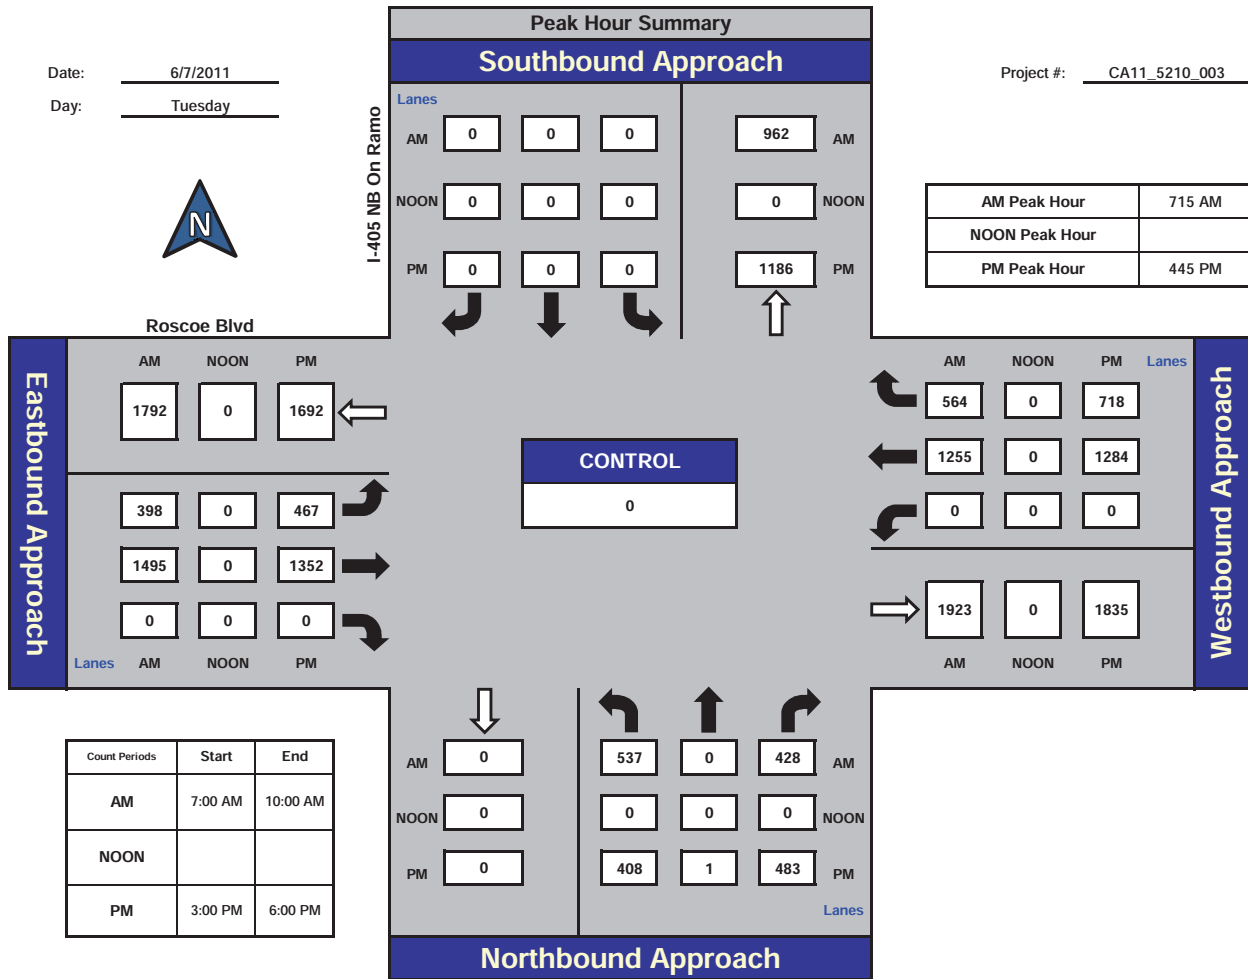 Peak Hour Summary
Southbound Approach
Date: 6/7/2011
Project #: CA11_5210_003
Day: Tuesday
I-405 NB On Ramo
Lanes
AM 0 0 0 962 AM
NOON 0 0 0 0 NOON
PM 0 0 0 1186 PM
N
AM Peak Hour 715 AM
NOON Peak Hour
PM Peak Hour 445 PM
Roscoe Blvd
Eastbound Approach
AM NOON PM
1792 0 1692
398 0 467
1495 0 1352
0 0 0
Lanes AM NOON PM
CONTROL
0
AM NOON PM Lanes
564 0 718
1255 0 1284
0 0 0
1923 0 1835
AM NOON PM
Westbound Approach
Count Periods Start End
AM 7:00 AM 10:00 AM
NOON
PM 3:00 PM 6:00 PM
AM 0 537 0 428 AM
NOON 0 0 0 0 NOON
PM 0 408 1 483 PM
Lanes
Northbound Approach